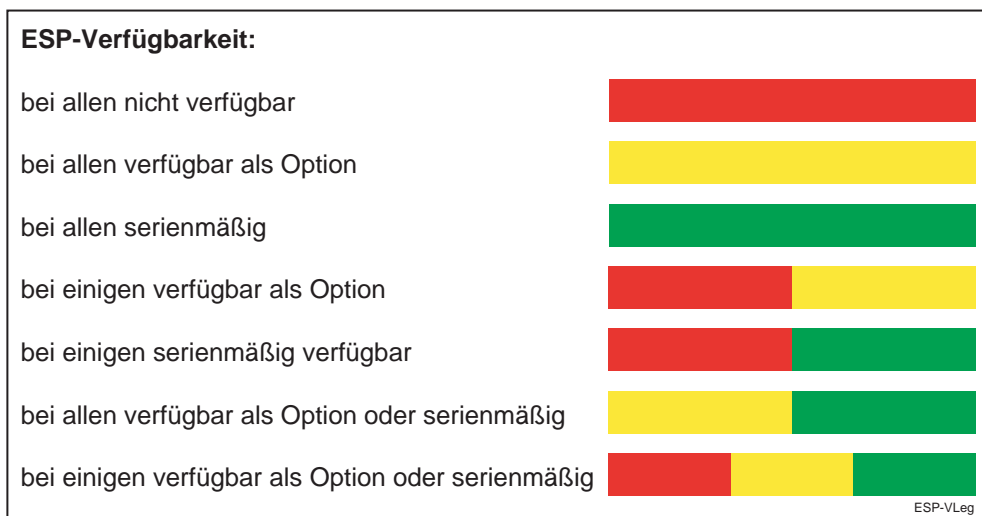 ESP-Verfügbarkeit:
bei allen nicht verfügbar
bei allen verfügbar als Option
bei allen serienmäßig
bei einigen verfügbar als Option
bei einigen serienmäßig verfügbar
bei allen verfügbar als Option oder serienmäßig
bei einigen verfügbar als Option oder serienmäßig
ESP-VLeg